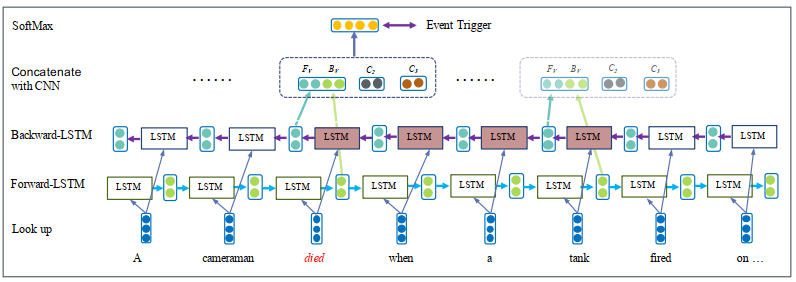 SoftMax
Event Trigger
Concatenate
with CNN
......
F_V B_V C_2 C_3
......
F_V B_V C_2 C_3
Backward-LSTM
LSTM LSTM LSTM LSTM LSTM LSTM LSTM LSTM
Forward-LSTM
LSTM LSTM LSTM LSTM LSTM LSTM LSTM LSTM
Look up
A cameraman died when a tank fired on ...